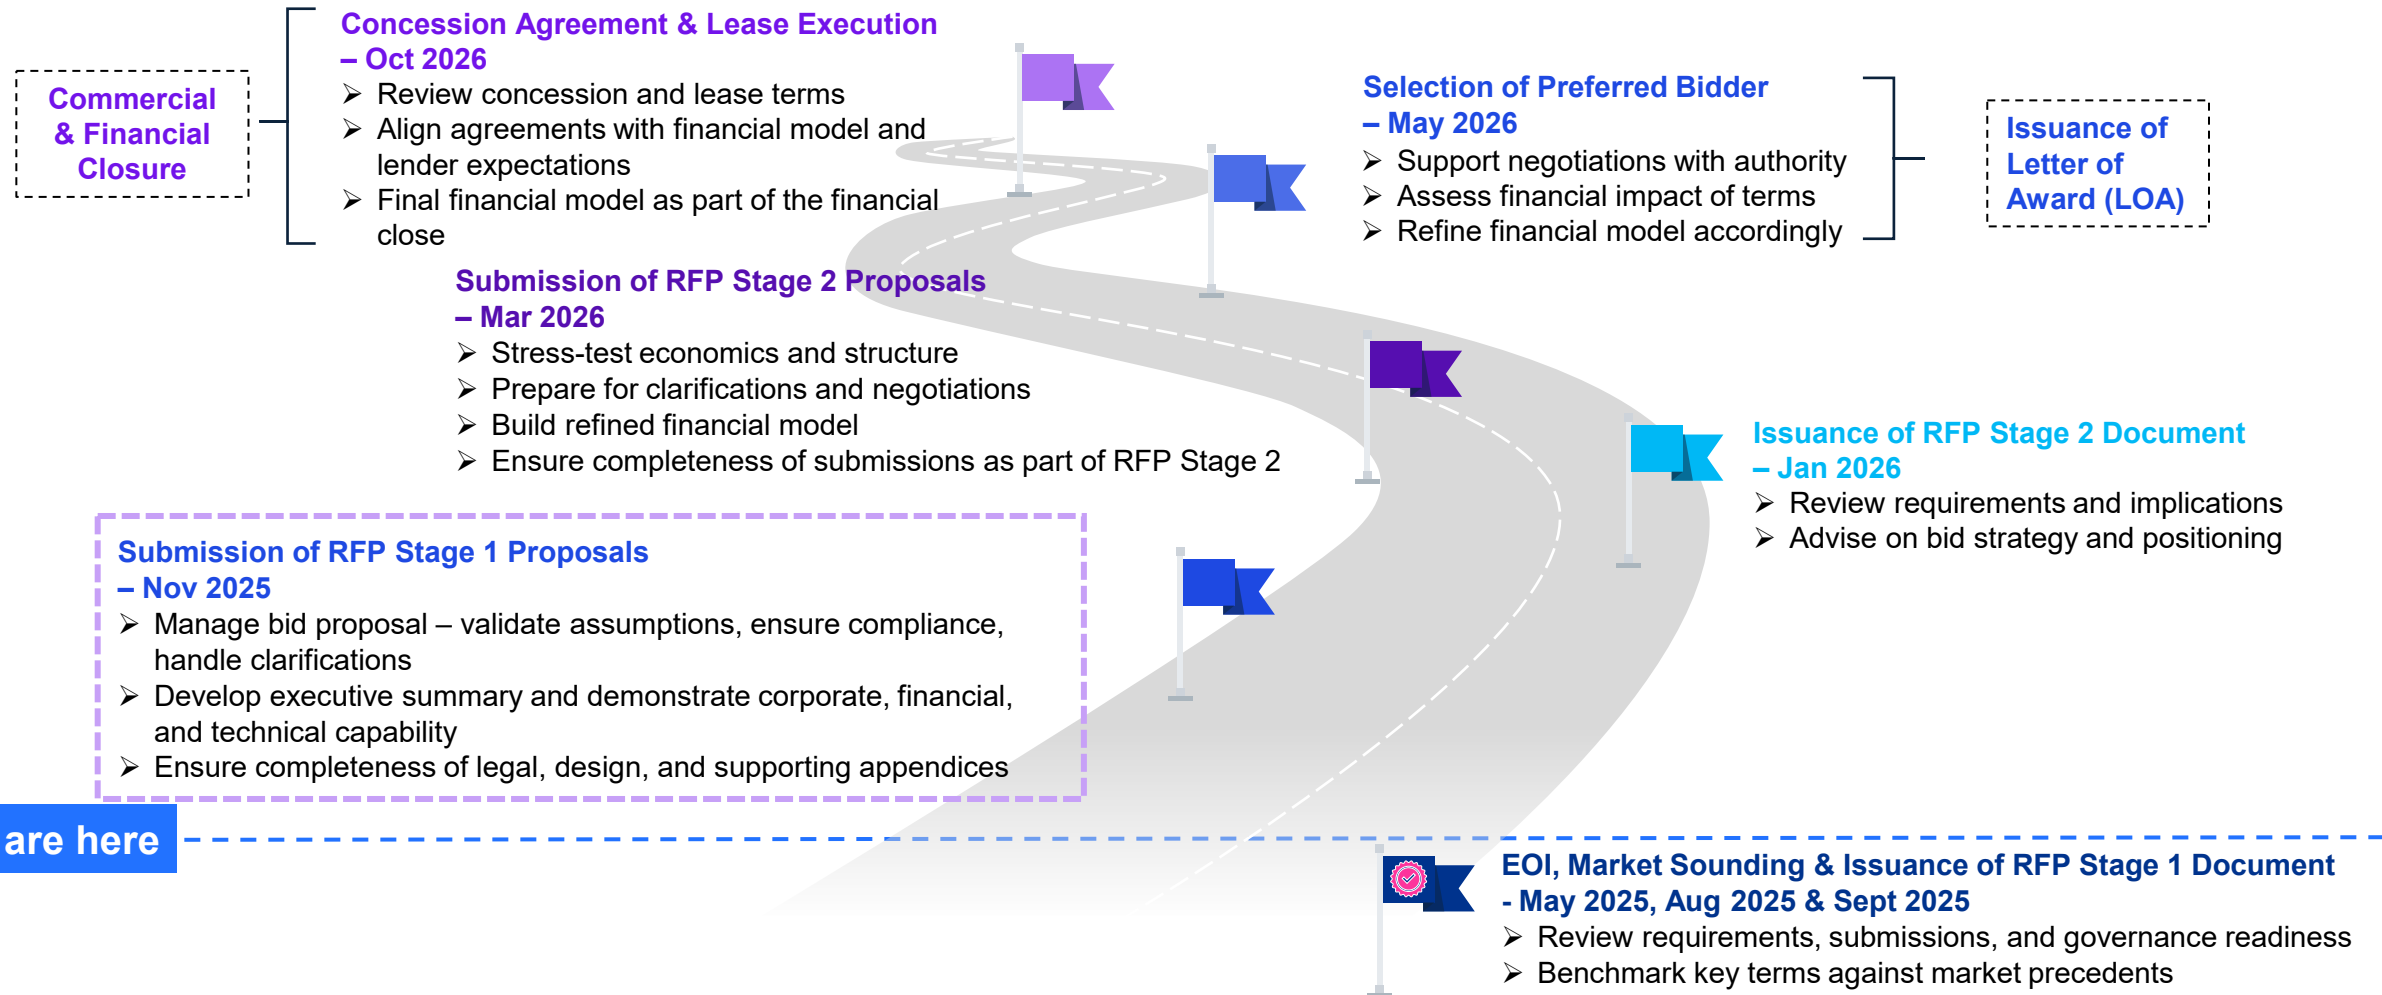 Concession Agreement & Lease Execution
– Oct 2026
➢ Review concession and lease terms
➢ Align agreements with financial model and
lender expectations
➢ Final financial model as part of the financial
close
Commercial
& Financial
Closure
Selection of Preferred Bidder
– May 2026
➢ Support negotiations with authority
➢ Assess financial impact of terms
➢ Refine financial model accordingly
Issuance of
Letter of
Award (LOA)
Submission of RFP Stage 2 Proposals
– Mar 2026
➢ Stress-test economics and structure
➢ Prepare for clarifications and negotiations
➢ Build refined financial model
➢ Ensure completeness of submissions as part of RFP Stage 2
Issuance of RFP Stage 2 Document
– Jan 2026
➢ Review requirements and implications
➢ Advise on bid strategy and positioning
Submission of RFP Stage 1 Proposals
– Nov 2025
➢ Manage bid proposal – validate assumptions, ensure compliance,
handle clarifications
➢ Develop executive summary and demonstrate corporate, financial,
and technical capability
➢ Ensure completeness of legal, design, and supporting appendices
are here
EOI, Market Sounding & Issuance of RFP Stage 1 Document
- May 2025, Aug 2025 & Sept 2025
➢ Review requirements, submissions, and governance readiness
➢ Benchmark key terms against market precedents